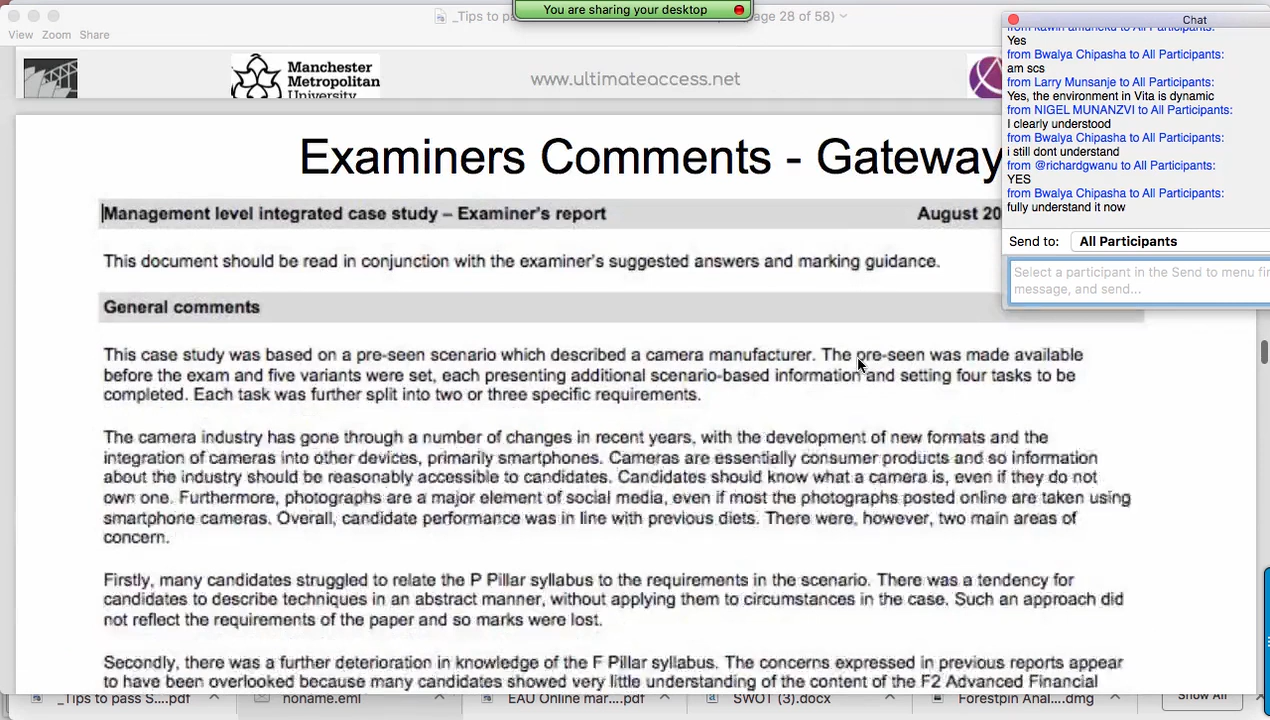 You are sharing your desktop
_Tips to pa
page 28 of 58)
View Zoom Share
Manchester
Metropolitan
University
www.ultimateaccess.net
Examiners Comments - Gateway
Management level integrated case study – Examiner's report
August 20
This document should be read in conjunction with the examiner's suggested answers and marking guidance.
General comments
This case study was based on a pre-seen scenario which described a camera manufacturer. The pre-seen was made available
before the exam and five variants were set, each presenting additional scenario-based information and setting four tasks to be
completed. Each task was further split into two or three specific requirements.
The camera industry has gone through a number of changes in recent years, with the development of new formats and the
integration of cameras into other devices, primarily smartphones. Cameras are essentially consumer products and so information
about the industry should be reasonably accessible to candidates. Candidates should know what a camera is, even if they do not
own one. Furthermore, photographs are a major element of social media, even if most the photographs posted online are taken using
smartphone cameras. Overall, candidate performance was in line with previous diets. There were, however, two main areas of
concern.
Firstly, many candidates struggled to relate the P Pillar syllabus to the requirements in the scenario. There was a tendency for
candidates to describe techniques in an abstract manner, without applying them to circumstances in the case. Such an approach did
not reflect the requirements of the paper and so marks were lost.
Secondly, there was a further deterioration in knowledge of the F Pillar syllabus. The concerns expressed in previous reports appear
to have been overlooked because many candidates showed very little understanding of the content of the F2 Advanced Financial
Chat
from kawin amuneku to All Participants:
Yes
from Bwalya Chipasha to All Participants:
am scs
from Larry Munsanje to All Participants:
Yes, the environment in Vita is dynamic
from NIGEL MUNANZVI to All Participants:
I clearly understood
from Bwalya Chipasha to All Participants:
i still dont understand
from @richardgwanu to All Participants:
YES
from Bwalya Chipasha to All Participants:
fully understand it now
Send to: All Participants
Select a participant in the Send to menu fir
message, and send...
_Tips to pass S....pdf
noname.eml
EAU Online mar....pdf
SWOT (3).docx
Forestpin Anal....dmg
Show All